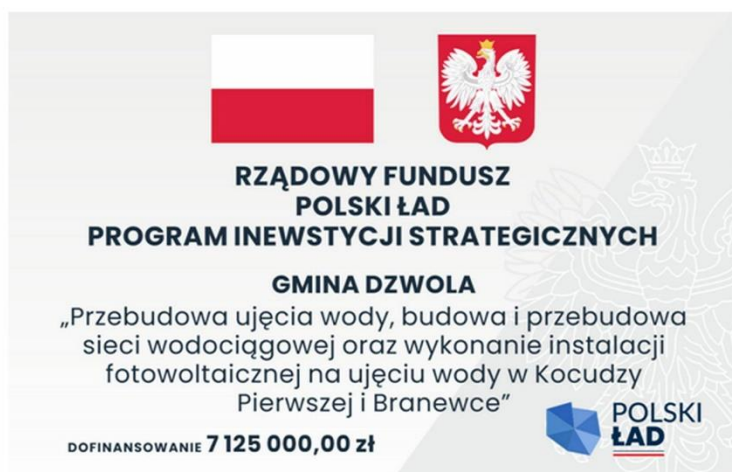 RZĄDOWY FUNDUSZ
POLSKI ŁAD
PROGRAM INEWSTYCJI STRATEGICZNYCH
GMINA DZWOLA
„Przebudowa ujęcia wody, budowa i przebudowa
sieci wodociągowej oraz wykonanie instalacji
fotowoltaicznej na ujęciu wody w Kocudzy
Pierwszej i Branewce”
DOFINANSOWANIE 7 125 000,00 zł
POLSKI
ŁAD